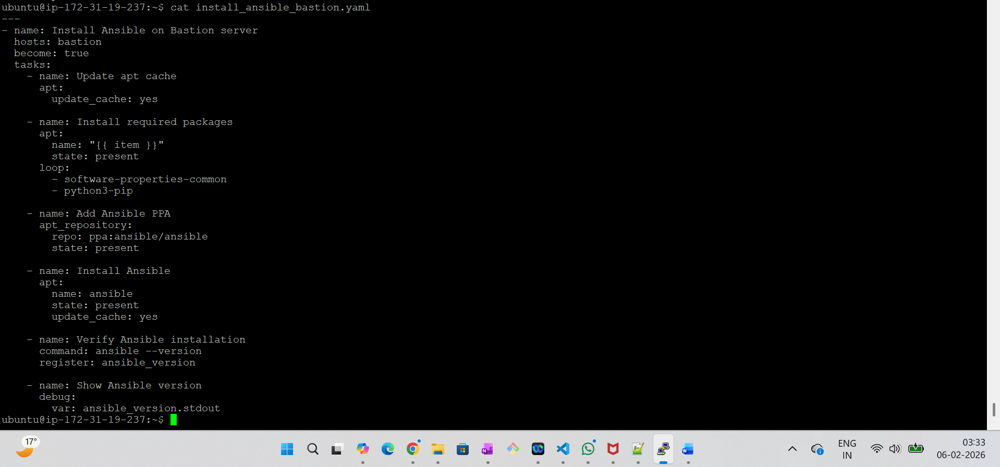 ubuntu@ip-172-31-19-237:~$ cat install_ansible_bastion.yaml
---
- name: Install Ansible on Bastion server
  hosts: bastion
  become: true
  tasks:
    - name: Update apt cache
      apt:
        update_cache: yes

    - name: Install required packages
      apt:
        name: "{{ item }}"
        state: present
      loop:
        - software-properties-common
        - python3-pip

    - name: Add Ansible PPA
      apt_repository:
        repo: ppa:ansible/ansible
        state: present

    - name: Install Ansible
      apt:
        name: ansible
        state: present
        update_cache: yes

    - name: Verify Ansible installation
      command: ansible --version
      register: ansible_version

    - name: Show Ansible version
      debug:
        var: ansible_version.stdout
ubuntu@ip-172-31-19-237:~$
17°
ENG
IN
03:33
06-02-2026